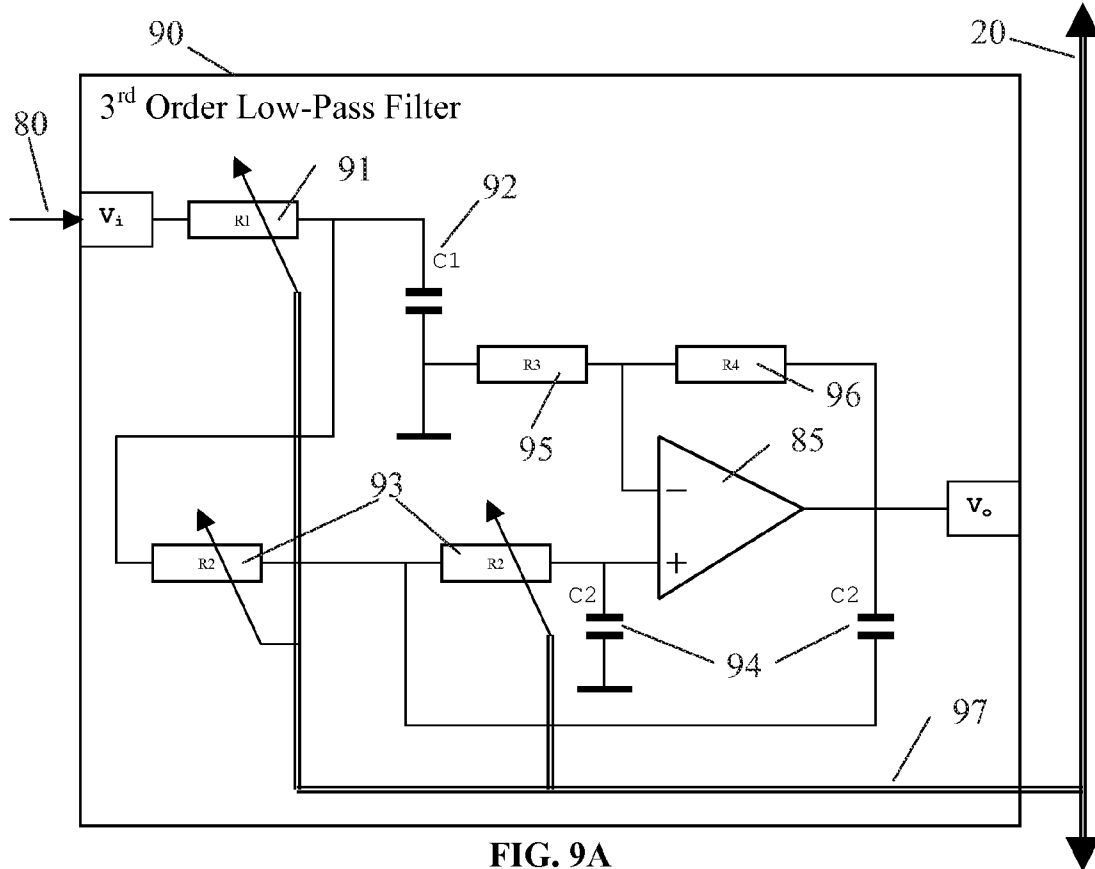 90
20
3rd Order Low-Pass Filter
80
91
92
Vi
R1
C1
R3
R4
95
96
85
93
−
Vo
R2
R2
+
C2
C2
94
97
FIG. 9A